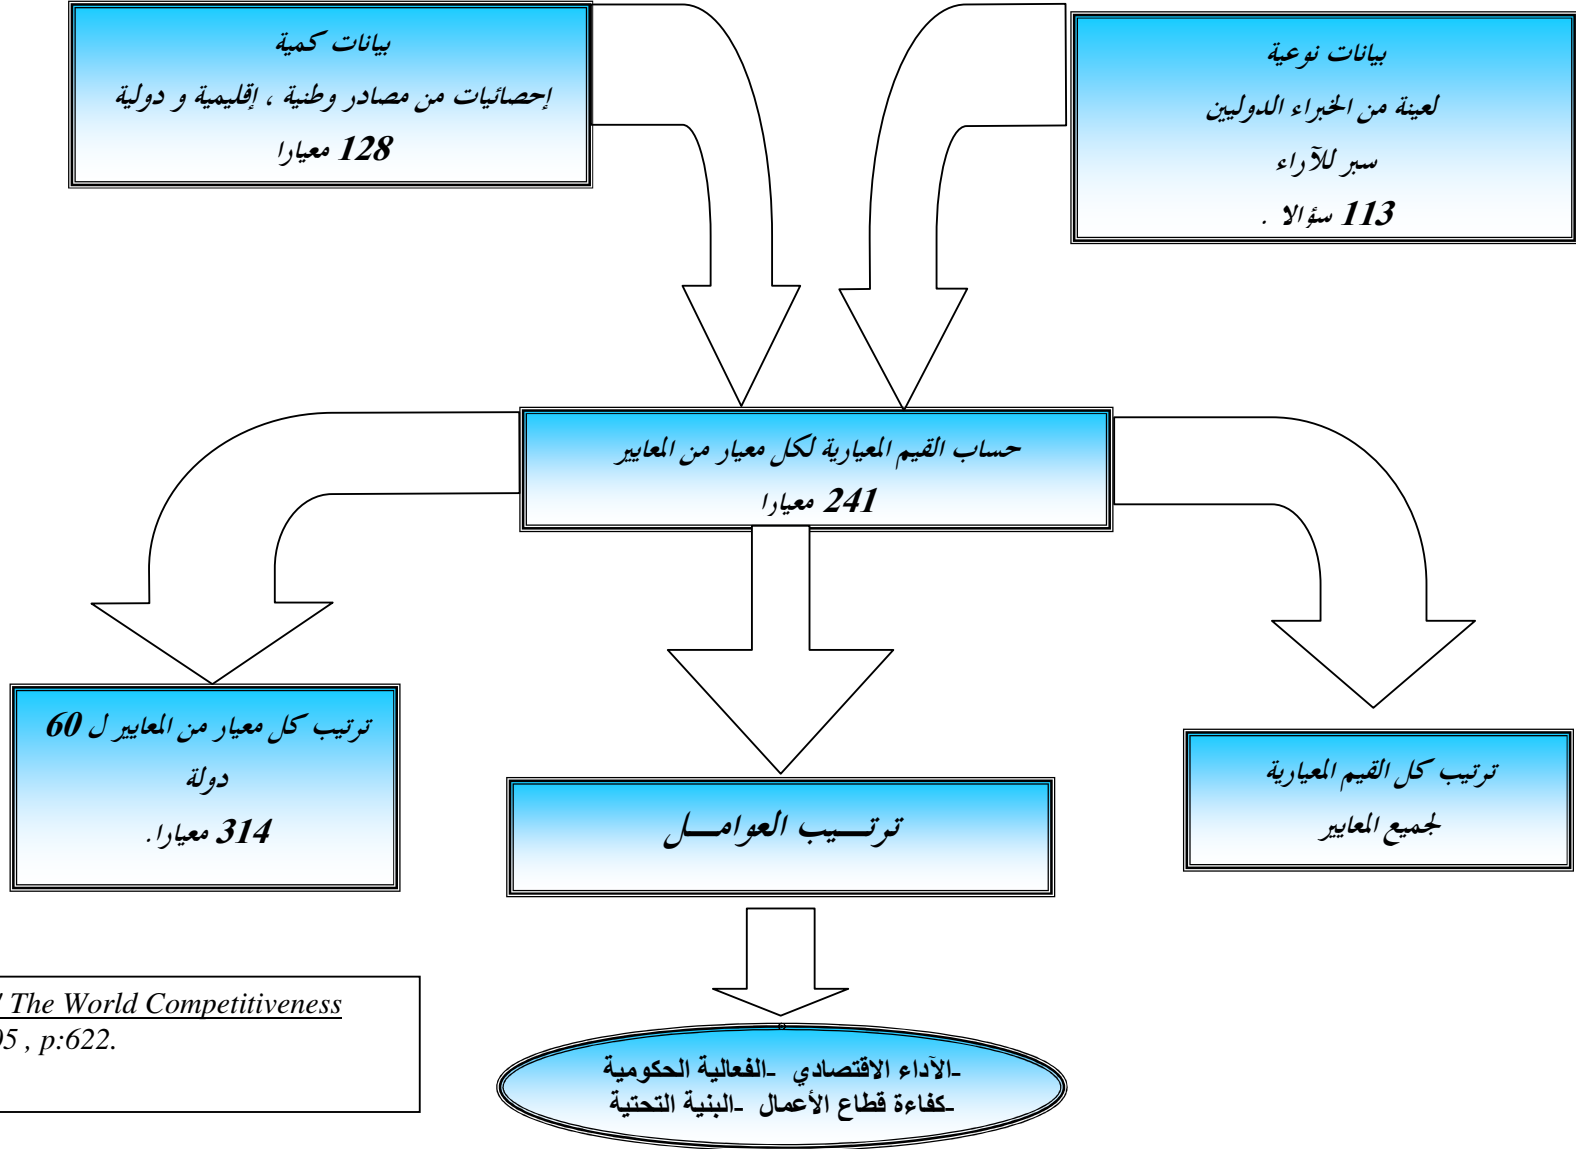 بيانات نوعية
لعينة من الخبراء الدوليين
سبر للآراء
113 سؤالا .
بيانات كمية
إحصائيات من مصادر وطنية ، إقليمية و دولية
128 معيارا
حساب القيم المعيارية لكل معيار من المعايير
241 معيارا
ترتيب كل القيم المعيارية
لجميع المعايير
ترتـــيب العوامـــل
ترتيب كل معيار من المعايير ل 60
دولة
314 معيارا.
The World Competitiveness
05 , p:622.
-الآداء الاقتصادي -الفعالية الحكومية
-كفاءة قطاع الأعمال -البنية التحتية